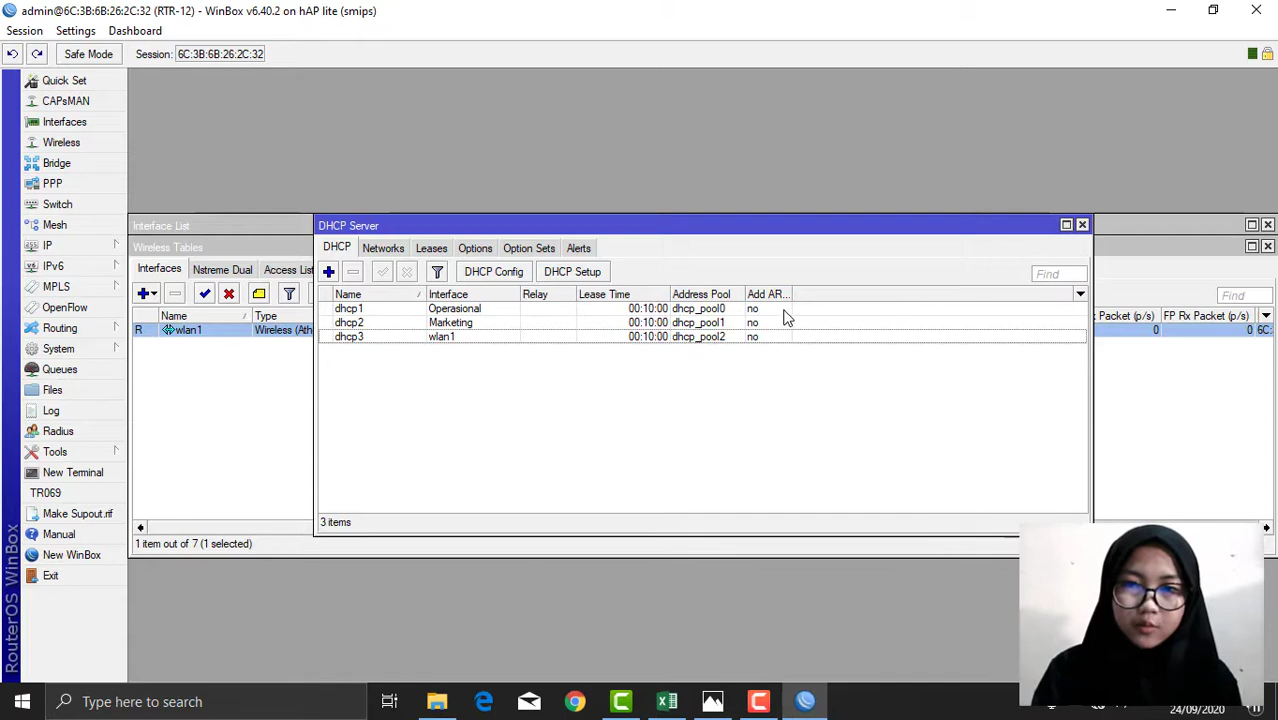 admin@6C:3B:6B:26:2C:32 (RTR-12) - WinBox v6.40.2 on hAP lite (smips)
Session Settings Dashboard
Safe Mode Session: 6C:3B:6B:26:2C:32
Quick Set
CAPsMAN
Interfaces
Wireless
Bridge
PPP
Switch
Mesh
IP
IPv6
MPLS
OpenFlow
Routing
System
Queues
Files
Log
Radius
Tools
New Terminal
TR069
Make Supout.rif
Manual
New WinBox
Exit
RouterOS WinBox
Interface List
Wireless Tables
Interfaces Nstreme Dual Access List
Name Type
R wlan1 Wireless (Ath
1 item out of 7 (1 selected)
Find
Packet (p/s) FP Rx Packet (p/s)
0 0 6C:
DHCP Server
DHCP Networks Leases Options Option Sets Alerts
DHCP Config DHCP Setup Find
Name Interface Relay Lease Time Address Pool Add AR...
dhcp1 Operasional 00:10:00 dhcp_pool0 no
dhcp2 Marketing 00:10:00 dhcp_pool1 no
dhcp3 wlan1 00:10:00 dhcp_pool2 no
3 items
Type here to search
24/09/2020